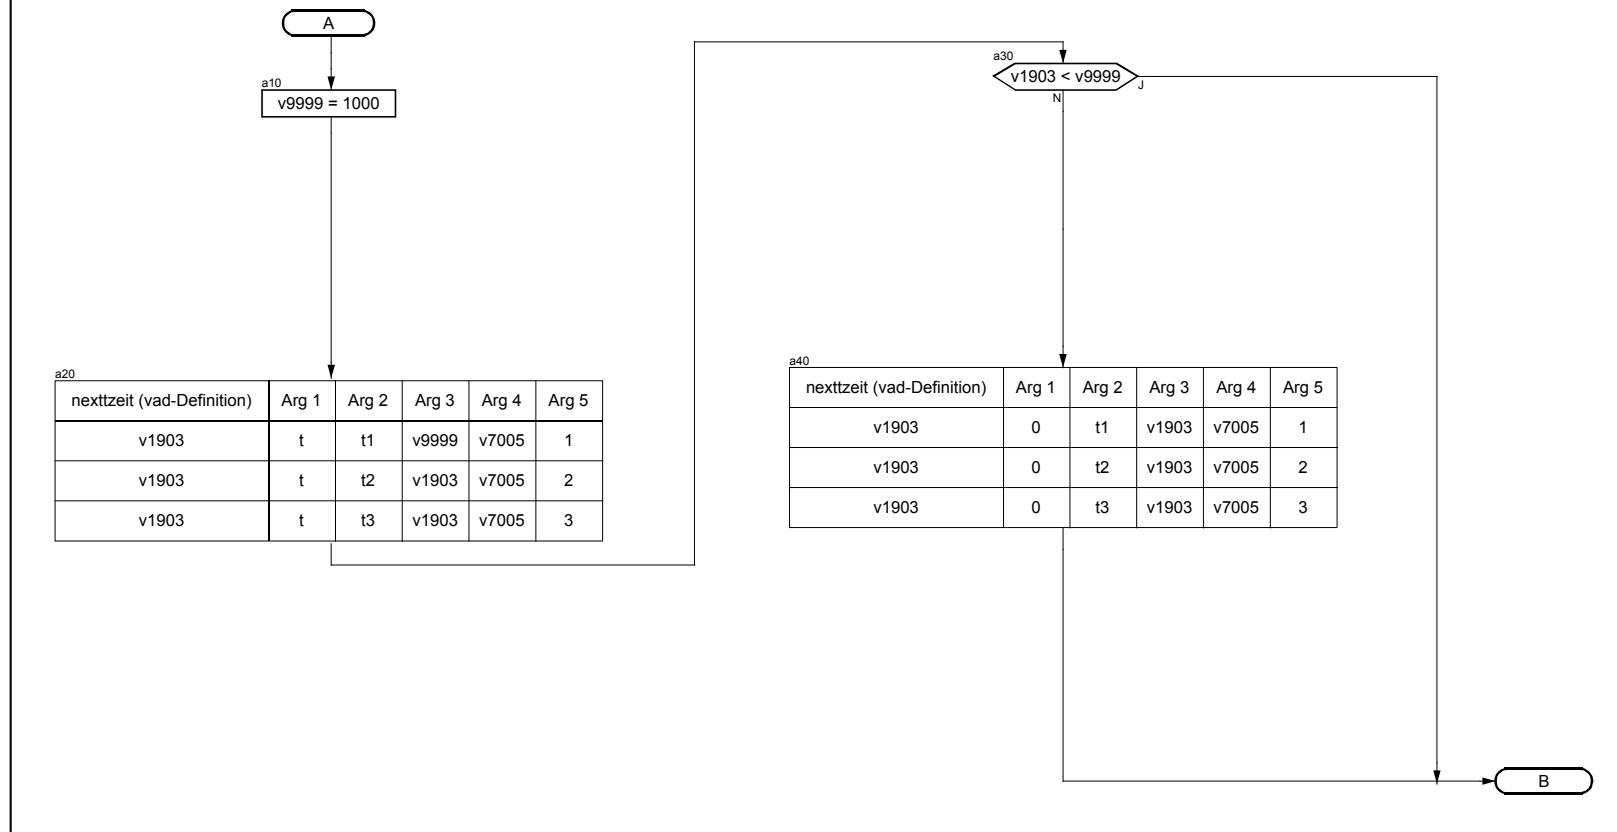 A
a10
v9999 = 1000
a20
nexttzeit (vad-Definition) Arg 1 Arg 2 Arg 3 Arg 4 Arg 5
v1903 t t1 v9999 v7005 1
v1903 t t2 v1903 v7005 2
v1903 t t3 v1903 v7005 3
a30
v1903 < v9999
N
J
a40
nexttzeit (vad-Definition) Arg 1 Arg 2 Arg 3 Arg 4 Arg 5
v1903 0 t1 v1903 v7005 1
v1903 0 t2 v1903 v7005 2
v1903 0 t3 v1903 v7005 3
B